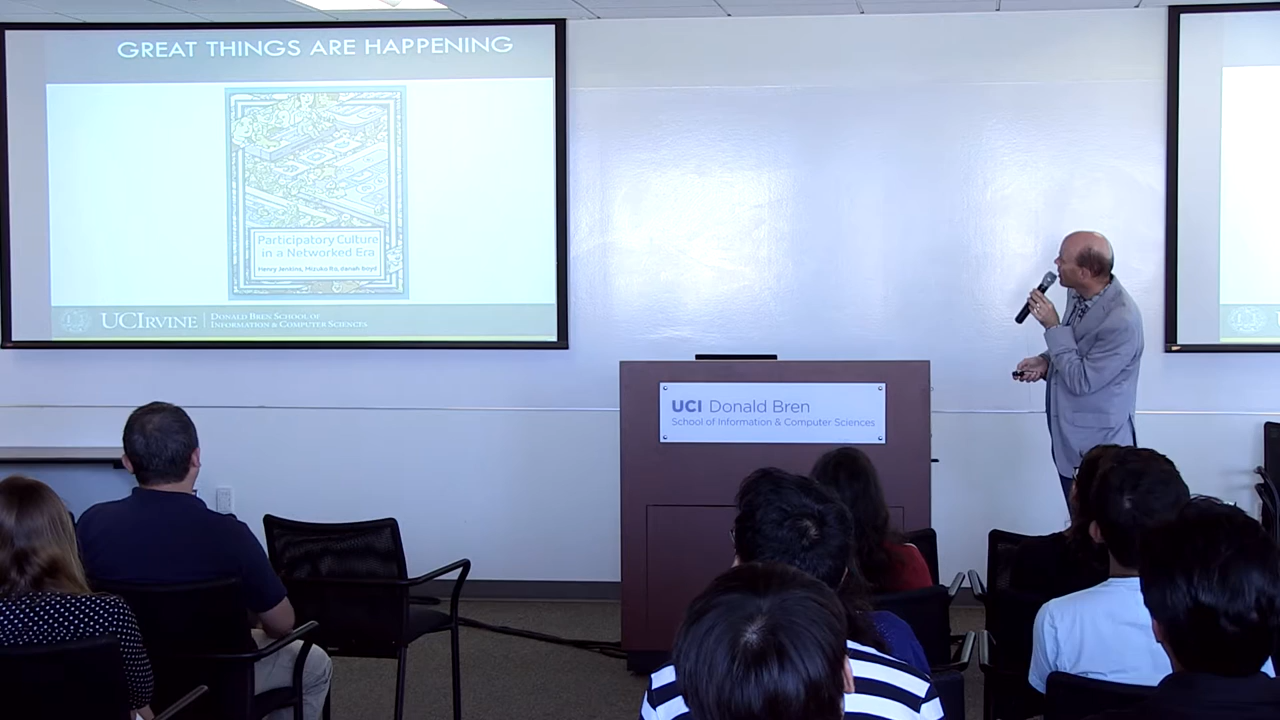 GREAT THINGS ARE HAPPENING
Participatory Culture
in a Networked Era
Henry Jenkins, Mizuko Ito, danah boyd
UCIRVINE
DONALD BREN SCHOOL OF
INFORMATION & COMPUTER SCIENCES
UCI Donald Bren
School of Information & Computer Sciences